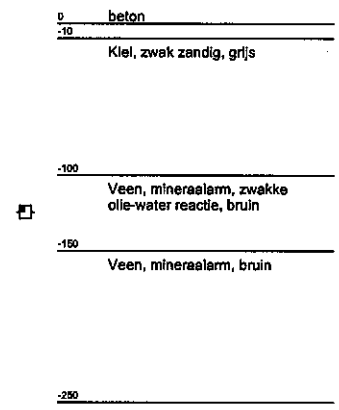 0 beton
-10
Klei, zwak zandig, grijs
-100
Veen, mineraalarm, zwakke
olie-water reactie, bruin
-150
Veen, mineraalarm, bruin
-250